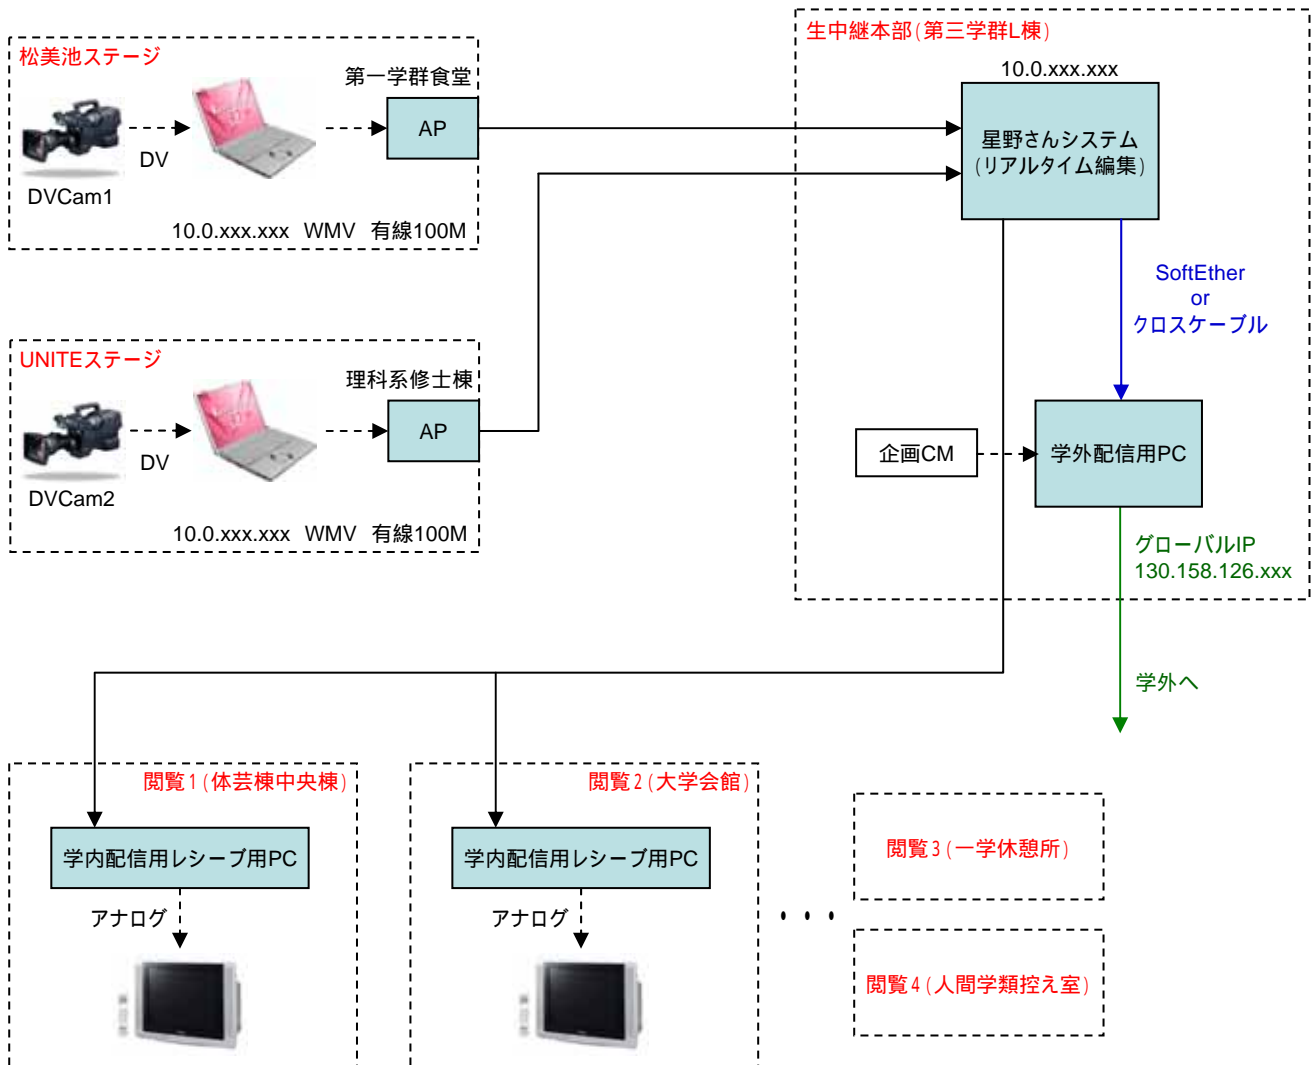 松美池ステージ
第一学群食堂
AP
DV
DVCam1
10.0.xxx.xxx WMV 有線100M
UNITEステージ
理科系修士棟
AP
DV
DVCam2
10.0.xxx.xxx WMV 有線100M
生中継本部(第三学群L棟)
10.0.xxx.xxx
星野さんシステム
(リアルタイム編集)
SoftEther
or
クロスケーブル
企画CM
学外配信用PC
グローバルIP
130.158.126.xxx
学外へ
閲覧1(体芸棟中央棟)
学内配信用レシーブ用PC
アナログ
閲覧2(大学会館)
学内配信用レシーブ用PC
アナログ
・・・
閲覧3(一学休憩所)
閲覧4(人間学類控え室)